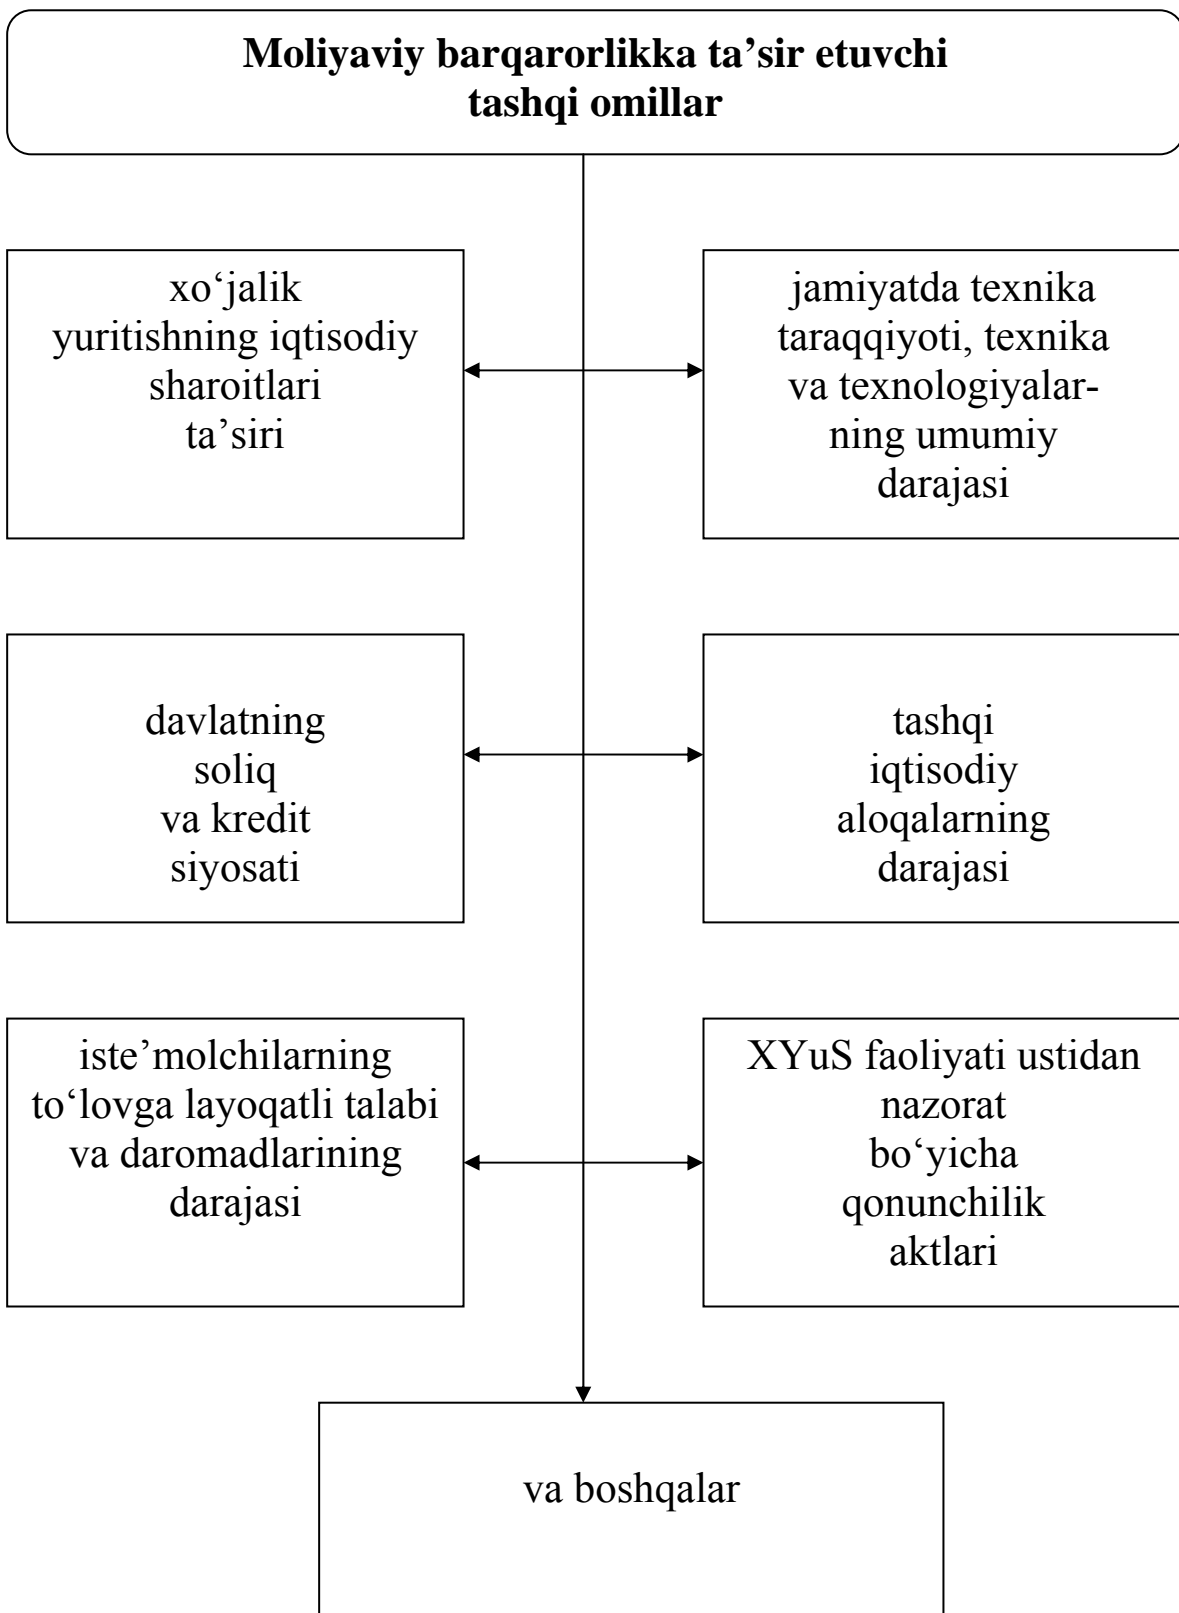 Moliyaviy barqarorlikka ta’sir etuvchi
tashqi omillar
xo‘jalik
yuritishning iqtisodiy
sharoitlari
ta’siri
jamiyatda texnika
taraqqiyoti, texnika
va texnologiyalar-
ning umumiy
darajasi
davlatning
soliq
va kredit
siyosati
tashqi
iqtisodiy
aloqalarning
darajasi
iste’molchilarning
to‘lovga layoqatli talabi
va daromadlarining
darajasi
XYuS faoliyati ustidan
nazorat
bo‘yicha
qonunchilik
aktlari
va boshqalar